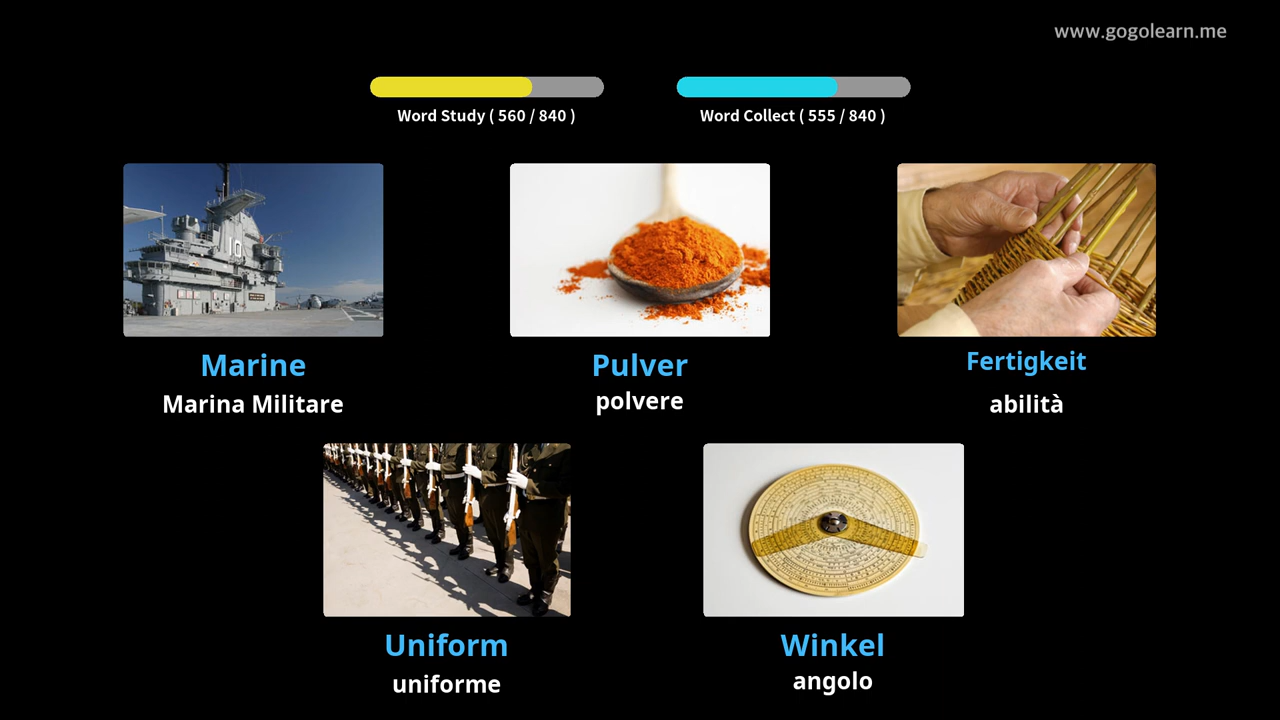 www.gogolearn.me
Word Study ( 560 / 840 )
Word Collect ( 555 / 840 )
10
Marine
Marina Militare
Pulver
polvere
Fertigkeit
abilità
Uniform
uniforme
Winkel
angolo